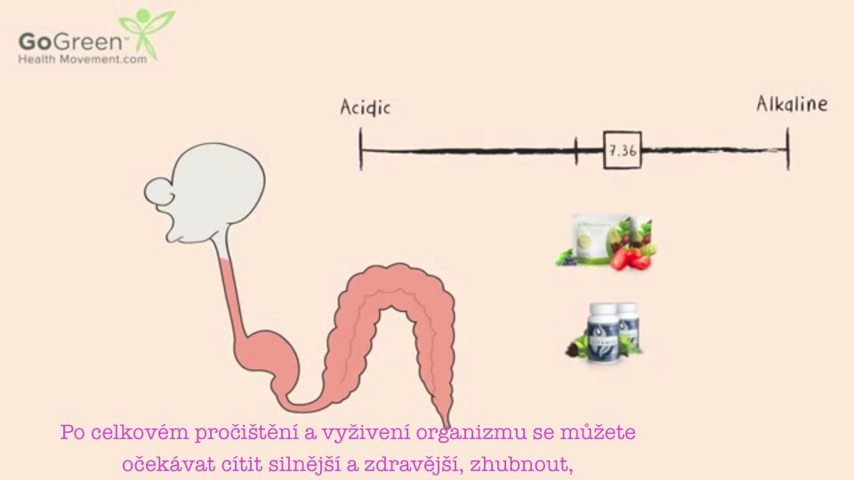 GoGreen™
Health Movement.com
Acidic
Alkaline
7.36
Po celkovém pročištění a vyživení organizmu se můžete
očekávat cítit silnější a zdravější, zhubnout,